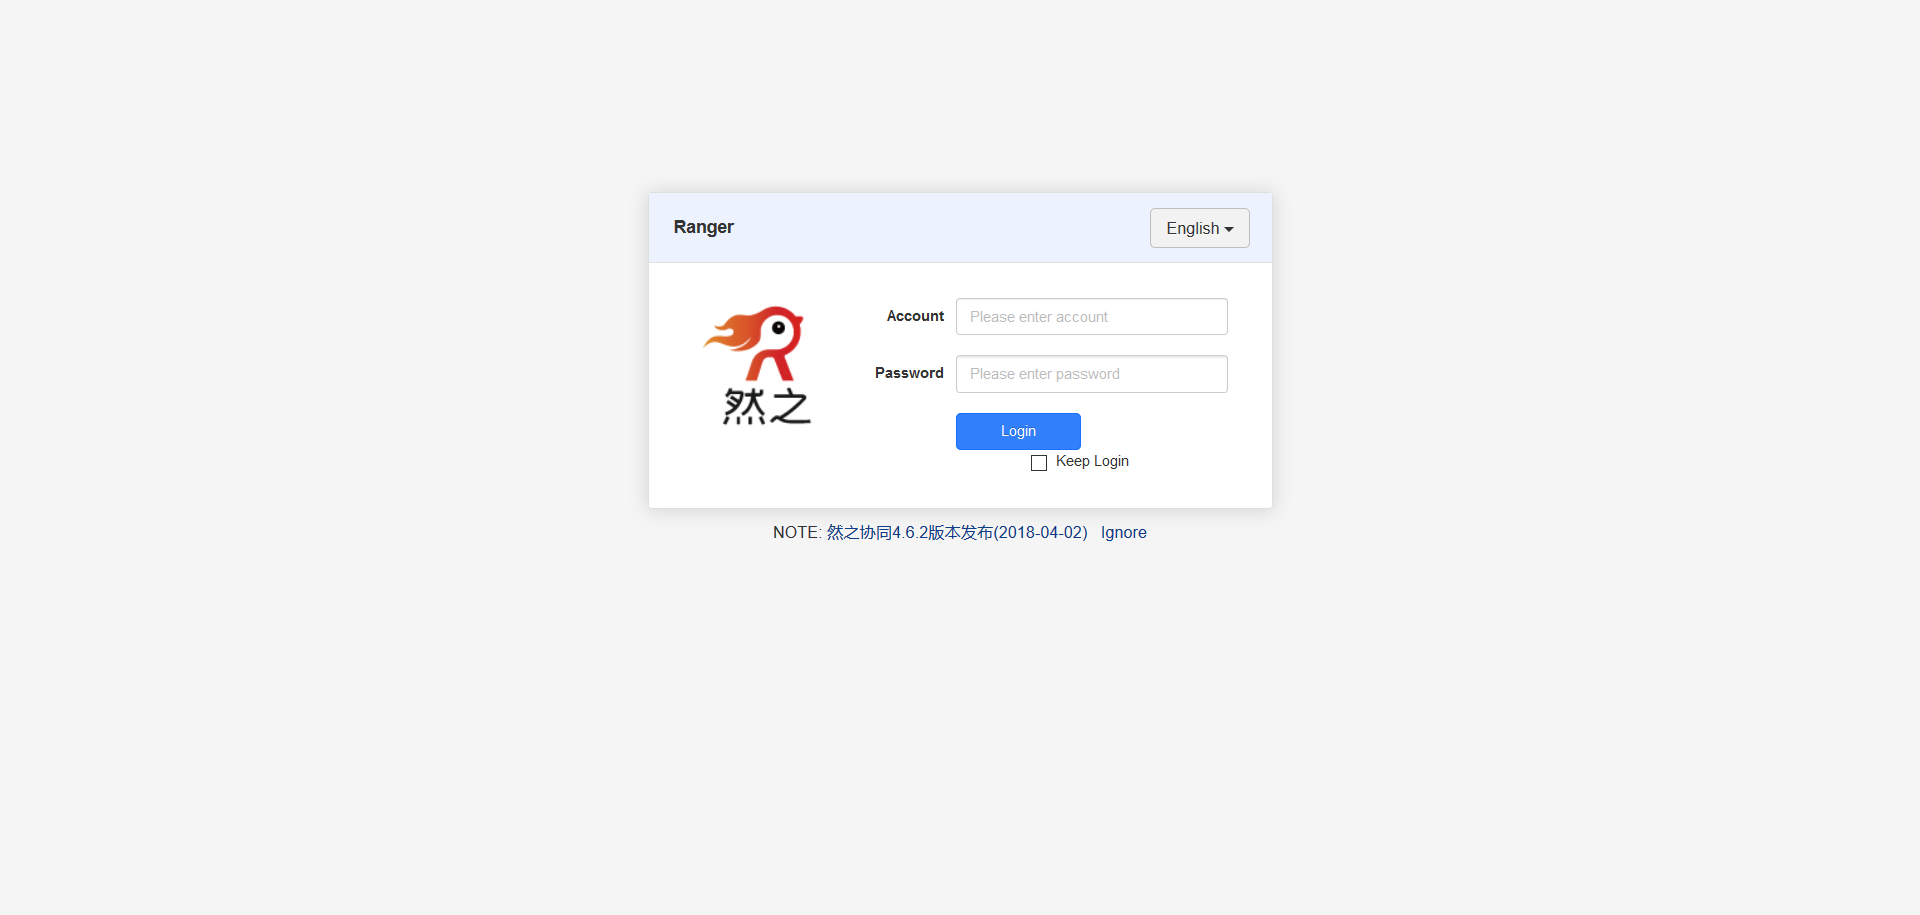 Ranger
English
然之
Account
Please enter account
Password
Please enter password
Login
Keep Login
NOTE: 然之协同4.6.2版本发布(2018-04-02) Ignore